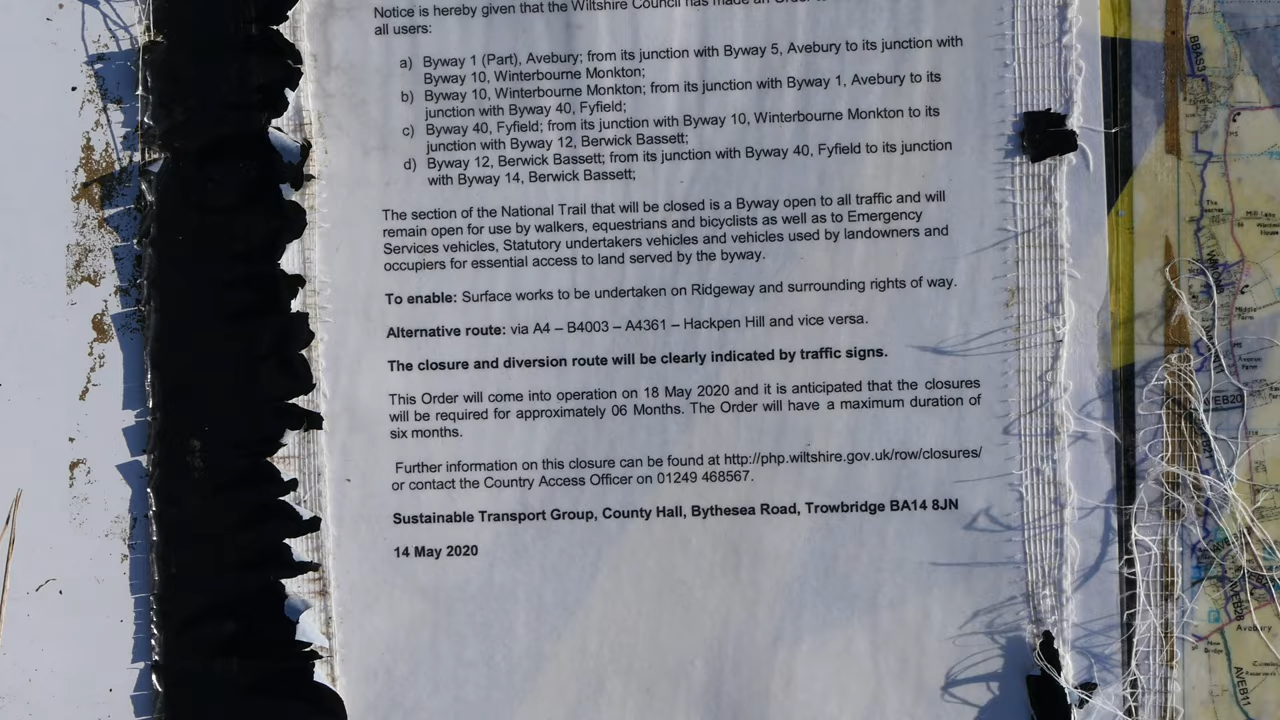 Notice is hereby given that the Wiltshire Council has made an Order to
all users:
a) Byway 1 (Part), Avebury; from its junction with Byway 5, Avebury to its junction with
Byway 10, Winterbourne Monkton;
b) Byway 10, Winterbourne Monkton; from its junction with Byway 1, Avebury to its
junction with Byway 40, Fyfield;
c) Byway 40, Fyfield; from its junction with Byway 10, Winterbourne Monkton to its
junction with Byway 12, Berwick Bassett;
d) Byway 12, Berwick Bassett; from its junction with Byway 40, Fyfield to its junction
with Byway 14, Berwick Bassett;
The section of the National Trail that will be closed is a Byway open to all traffic and will
remain open for use by walkers, equestrians and bicyclists as well as to Emergency
Services vehicles, Statutory undertakers vehicles and vehicles used by landowners and
occupiers for essential access to land served by the byway.
To enable: Surface works to be undertaken on Ridgeway and surrounding rights of way.
Alternative route: via A4 – B4003 – A4361 – Hackpen Hill and vice versa.
The closure and diversion route will be clearly indicated by traffic signs.
This Order will come into operation on 18 May 2020 and it is anticipated that the closures
will be required for approximately 06 Months. The Order will have a maximum duration of
six months.
Further information on this closure can be found at http://php.wiltshire.gov.uk/row/closures/
or contact the Country Access Officer on 01249 468567.
Sustainable Transport Group, County Hall, Bythesea Road, Trowbridge BA14 8JN
14 May 2020
BBAS3
Mill Lane
Middle
Farm
Avebury
AVEB11